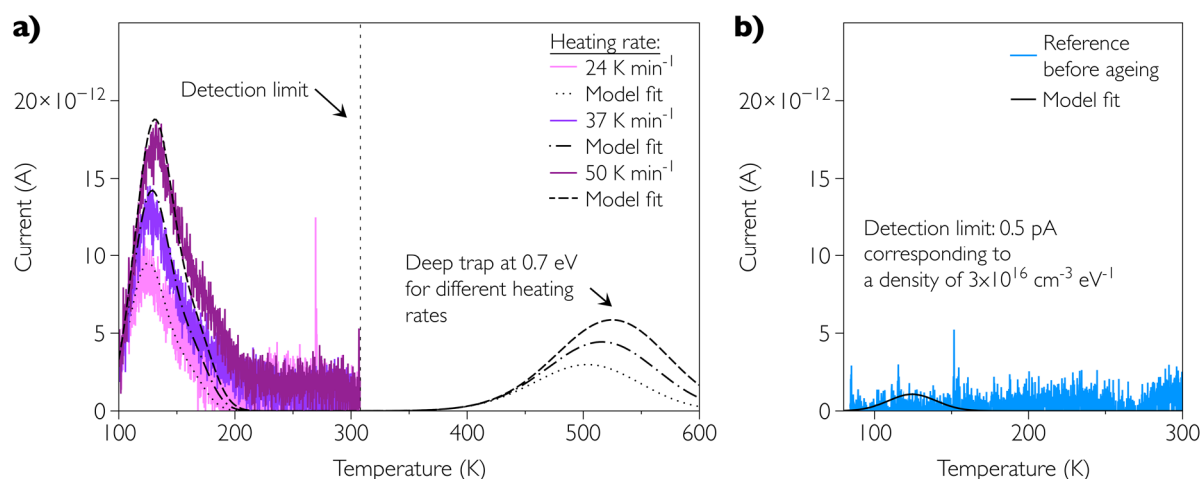 a)
Heating rate:
24 K min⁻¹
Model fit
37 K min⁻¹
Model fit
50 K min⁻¹
Model fit
Detection limit
Deep trap at 0.7 eV
for different heating
rates
20×10⁻¹²
15
10
5
0
Current (A)
100
200
300
400
500
600
Temperature (K)
b)
Reference
before ageing
Model fit
Detection limit: 0.5 pA
corresponding to
a density of 3×10¹⁶ cm⁻³ eV⁻¹
20×10⁻¹²
15
10
5
0
Current (A)
100
200
300
Temperature (K)